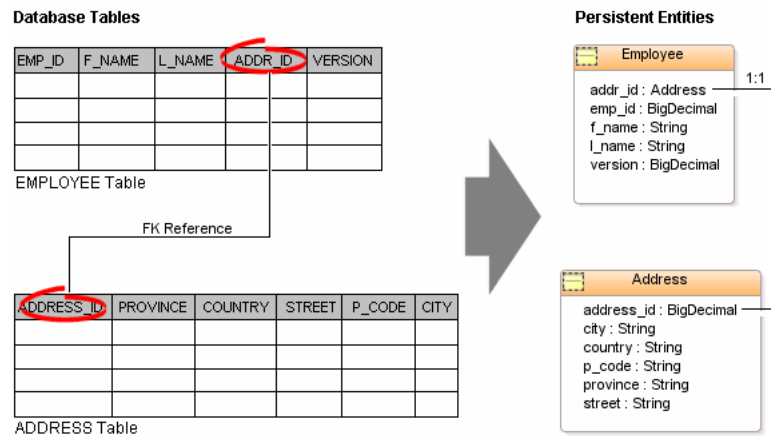 Database Tables
EMP_ID F_NAME L_NAME ADDR_ID VERSION
EMPLOYEE Table
FK Reference
ADDRESS_ID PROVINCE COUNTRY STREET P_CODE CITY
ADDRESS Table
Persistent Entities
Employee
1:1
addr_id : Address
emp_id : BigDecimal
f_name : String
l_name : String
version : BigDecimal
Address
address_id : BigDecimal
city : String
country : String
p_code : String
province : String
street : String